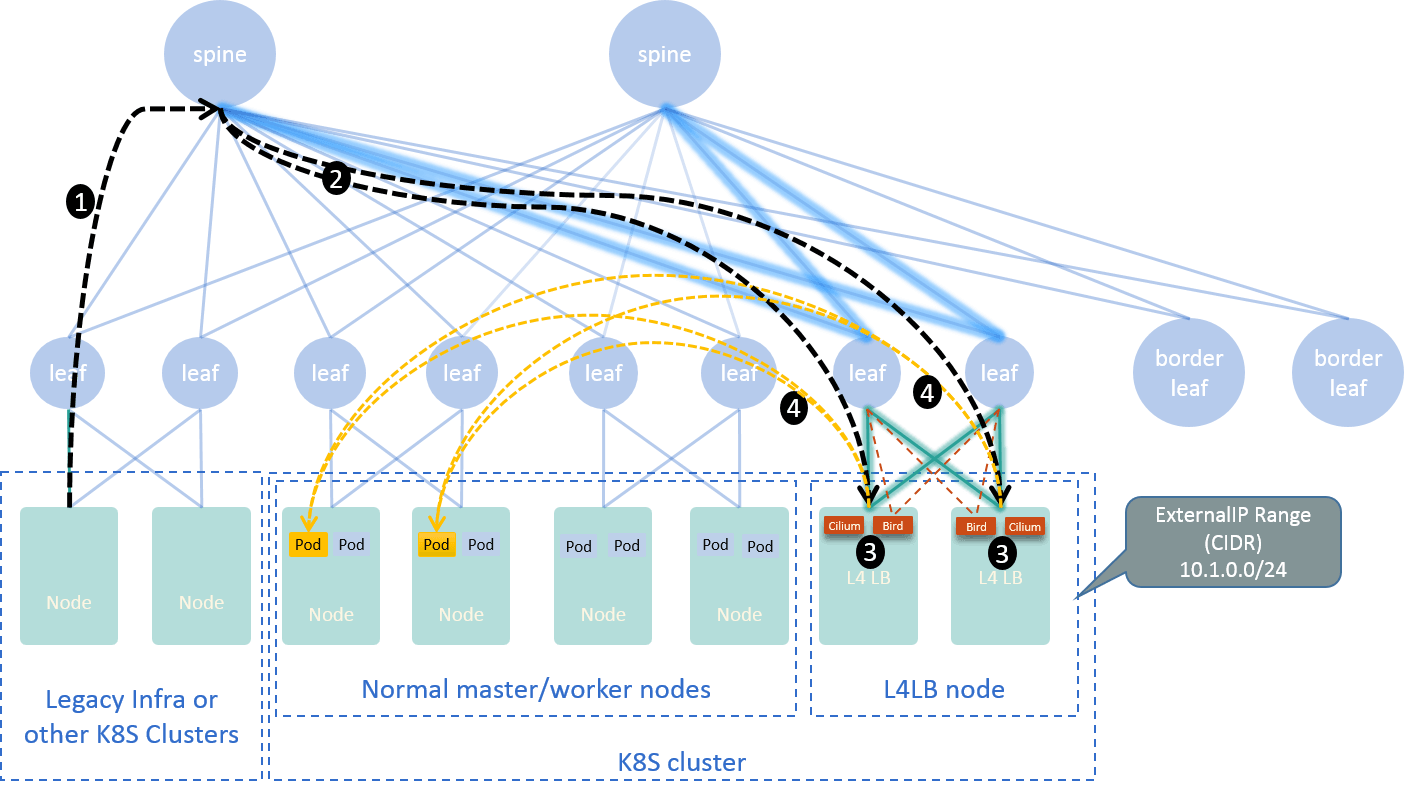 spine
spine
1
2
leaf
leaf
leaf
leaf
leaf
leaf
leaf
leaf
border
leaf
border
leaf
4
4
ExternalIP Range
(CIDR)
10.1.0.0/24
Pod
Pod
Pod
Pod
Pod
Pod
Pod
Pod
Cilium
Bird
Bird
Cilium
3
3
L4 LB
L4 LB
Node
Node
Node
Node
Node
Node
Legacy Infra or
other K8S Clusters
Normal master/worker nodes
L4LB node
K8S cluster